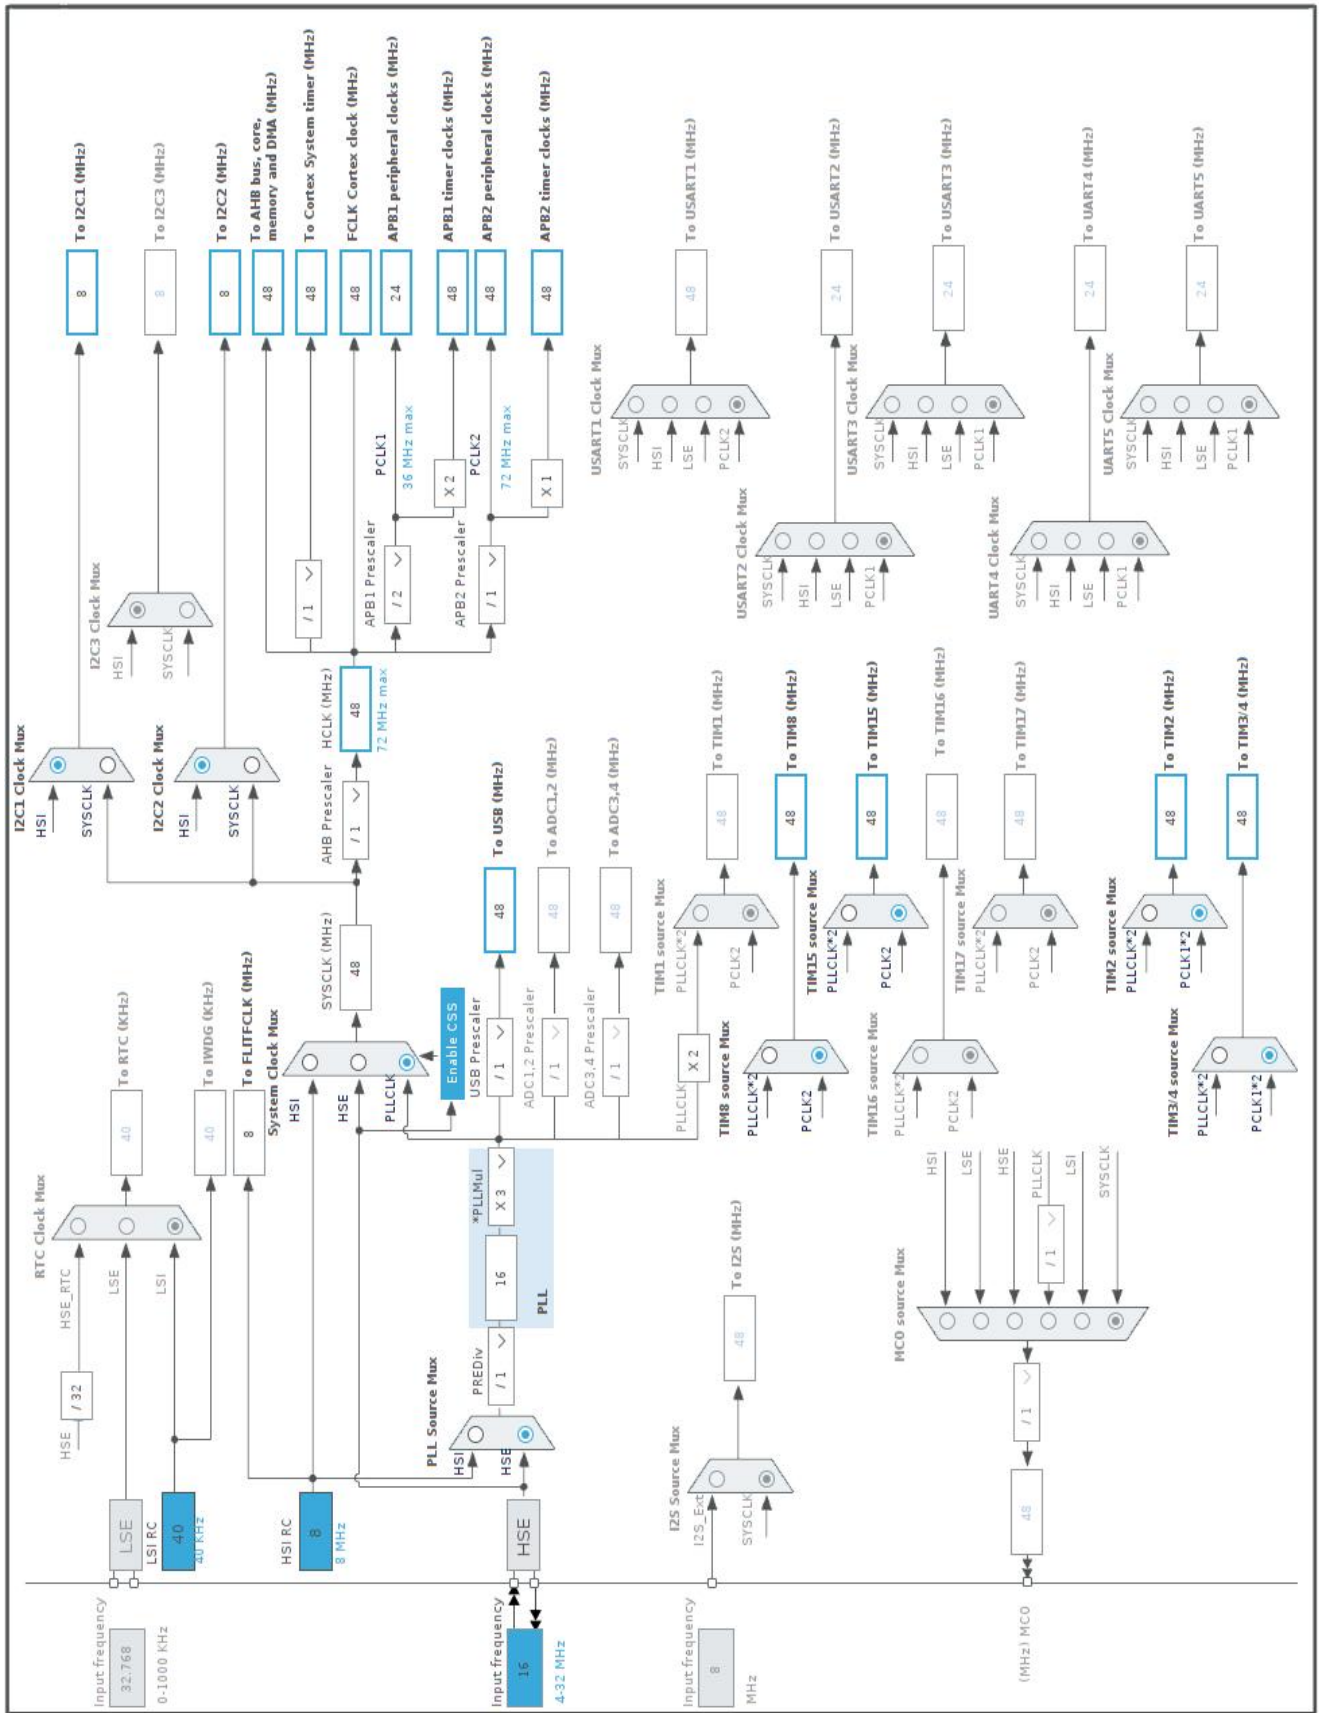 Input frequency
32.768
0-1000 KHz
LSE
LSI RC
40
40 KHz
HSE
/ 32
HSE_RTC
LSE
LSI
RTC Clock Mux
40
To RTC (KHz)
40
To IWDG (KHz)
8
To FLITFCLK (MHz)
HSI RC
8
8 MHz
System Clock Mux
HSI
HSE
PLLCLK
Enable CSS
SYSCLK (MHz)
48
AHB Prescaler
/ 1
HCLK (MHz)
48
72 MHz max
I2C1 Clock Mux
HSI
SYSCLK
8
To I2C1 (MHz)
I2C3 Clock Mux
HSI
SYSCLK
8
To I2C3 (MHz)
I2C2 Clock Mux
HSI
SYSCLK
8
To I2C2 (MHz)
48
To AHB bus, core,
memory and DMA (MHz)
/ 1
48
To Cortex System timer (MHz)
48
FCLK Cortex clock (MHz)
APB1 Prescaler
/ 2
PCLK1
36 MHz max
24
APB1 peripheral clocks (MHz)
X 2
48
APB1 timer clocks (MHz)
APB2 Prescaler
/ 1
PCLK2
72 MHz max
48
APB2 peripheral clocks (MHz)
X 1
48
APB2 timer clocks (MHz)
Input frequency
16
4-32 MHz
HSE
PLL Source Mux
HSI
HSE
PREDiv
/ 1
16
*PLLMul
X 3
PLL
USB Prescaler
/ 1
48
To USB (MHz)
ADC1,2 Prescaler
/ 1
48
To ADC1,2 (MHz)
ADC3,4 Prescaler
/ 1
48
To ADC3,4 (MHz)
PLLCLK
X 2
TIM1 source Mux
PLLCLK*2
PCLK2
48
To TIM1 (MHz)
TIM8 source Mux
PLLCLK*2
PCLK2
48
To TIM8 (MHz)
TIM15 source Mux
PLLCLK*2
PCLK2
48
To TIM15 (MHz)
TIM16 source Mux
PLLCLK*2
PCLK2
48
To TIM16 (MHz)
TIM17 source Mux
PLLCLK*2
PCLK2
48
To TIM17 (MHz)
TIM2 source Mux
PLLCLK*2
PCLK1*2
48
To TIM2 (MHz)
TIM3/4 source Mux
PLLCLK*2
PCLK1*2
48
To TIM3/4 (MHz)
USART1 Clock Mux
SYSCLK
HSI
LSE
PCLK2
48
To USART1 (MHz)
USART2 Clock Mux
SYSCLK
HSI
LSE
PCLK1
24
To USART2 (MHz)
USART3 Clock Mux
SYSCLK
HSI
LSE
PCLK1
24
To USART3 (MHz)
UART4 Clock Mux
SYSCLK
HSI
LSE
PCLK1
24
To UART4 (MHz)
UART5 Clock Mux
SYSCLK
HSI
LSE
PCLK1
24
To UART5 (MHz)
Input frequency
8
MHz
I2S Source Mux
I2S_Ext
SYSCLK
48
To I2S (MHz)
(MHz) MCO
48
/ 1
MCO source Mux
HSI
LSE
HSE
/ 1
PLLCLK
LSI
SYSCLK